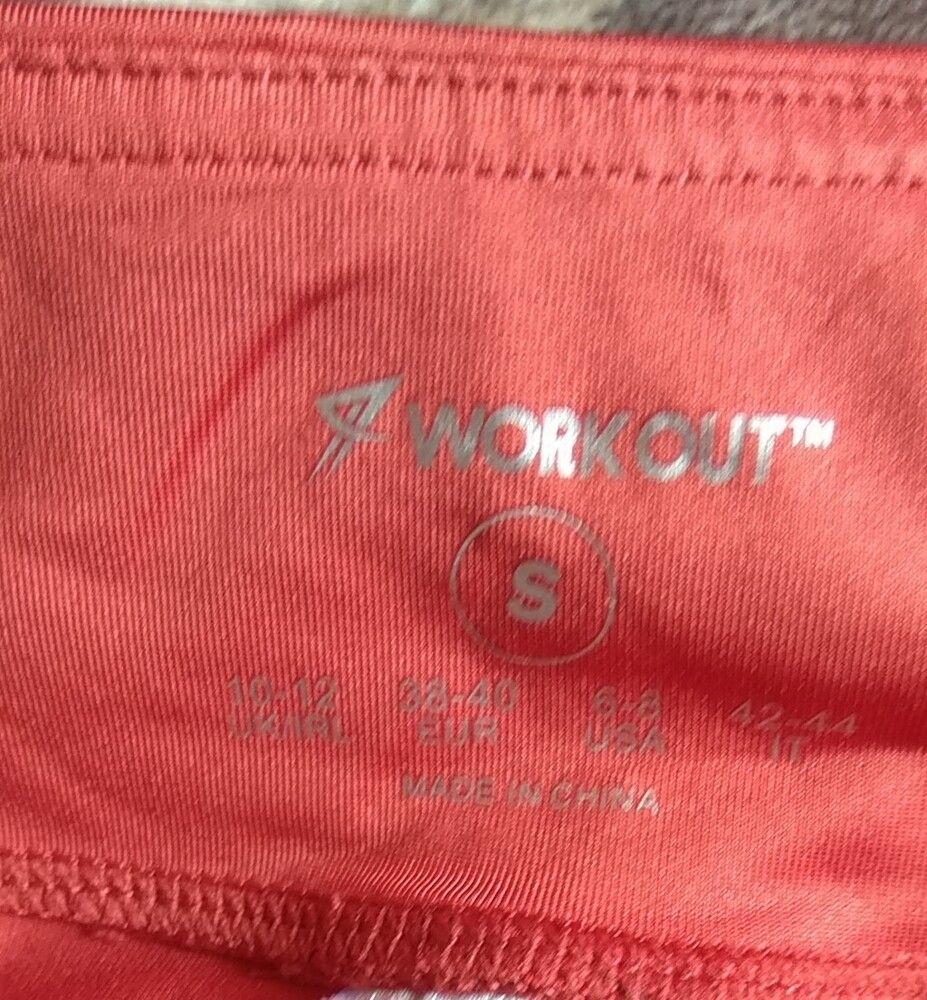 WORKOUT™
S
10-12 38-40 6-8 42-44
UK/IRL EUR USA IT
MADE IN CHINA